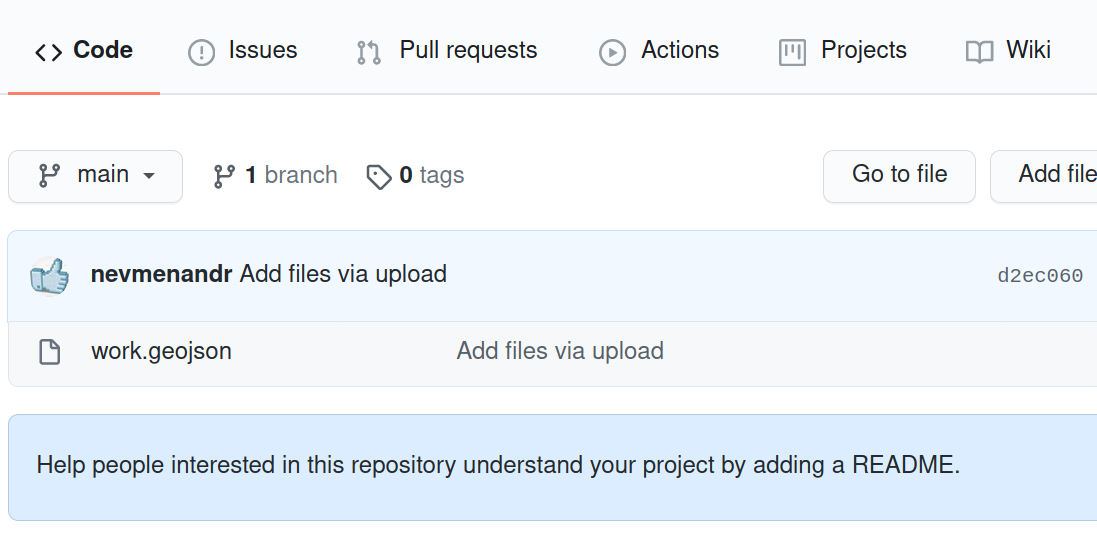 Code Issues Pull requests Actions Projects Wiki
main 1 branch 0 tags Go to file Add file
nevmenandr Add files via upload d2ec060
work.geojson Add files via upload
Help people interested in this repository understand your project by adding a README.